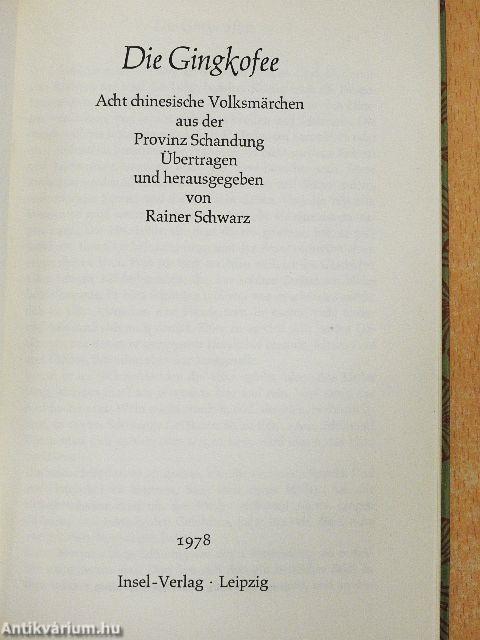 Die Gingkofee
Acht chinesische Volksmärchen
aus der
Provinz Schandung
Übertragen
und herausgegeben
von
Rainer Schwarz
1978
Insel-Verlag · Leipzig
Antikvárium.hu